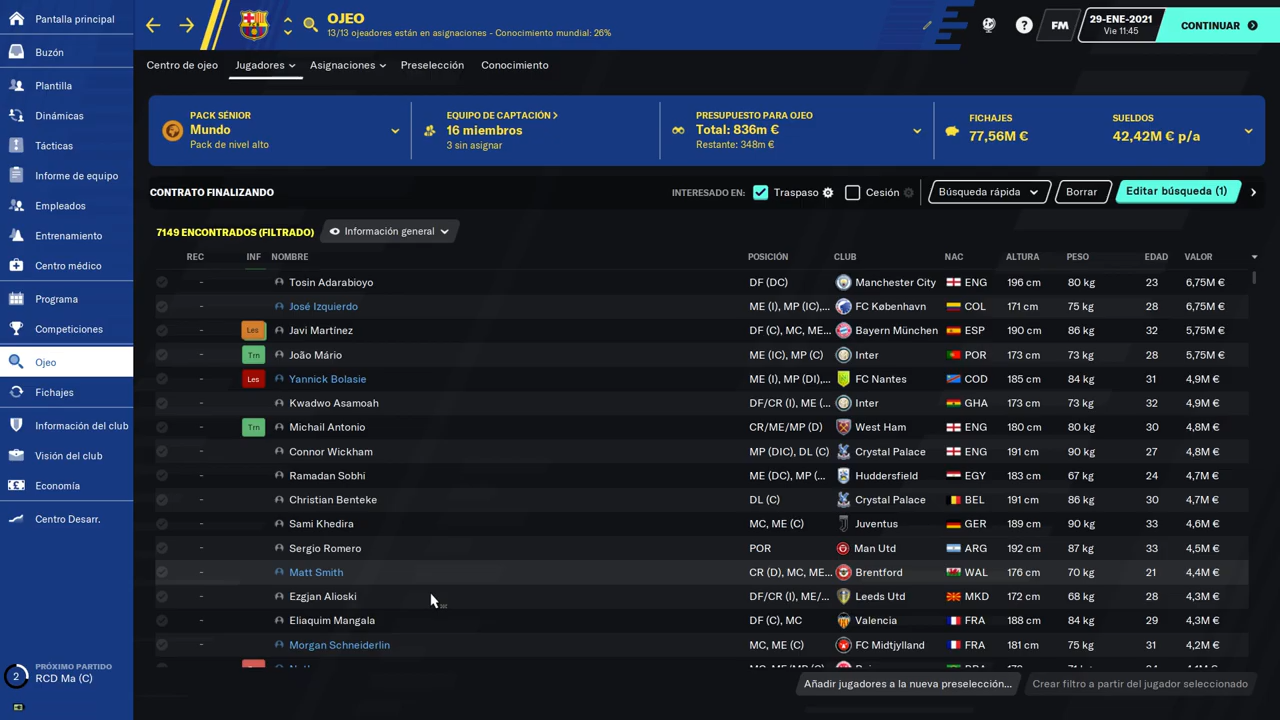 Pantalla principal
Buzón
Plantilla
Dinámicas
Tácticas
Informe de equipo
Empleados
Entrenamiento
Centro médico
Programa
Competiciones
Ojeo
Fichajes
Información del club
Visión del club
Economía
Centro Desarr.
2 PRÓXIMO PARTIDO
RCD Ma (C)
OJEO
13/13 ojeadores están en asignaciones - Conocimiento mundial: 26%
FM
29-ENE-2021
Vie 11:45
CONTINUAR
Centro de ojeo Jugadores Asignaciones Preselección Conocimiento
PACK SÉNIOR
Mundo
Pack de nivel alto
EQUIPO DE CAPTACIÓN >
16 miembros
3 sin asignar
PRESUPUESTO PARA OJEO
Total: 836m €
Restante: 348m €
FICHAJES
77,56M €
SUELDOS
42,42M € p/a
CONTRATO FINALIZANDO INTERESADO EN: Traspaso Cesión Búsqueda rápida Borrar Editar búsqueda (1)
7149 ENCONTRADOS (FILTRADO) Información general
REC INF NOMBRE POSICIÓN CLUB NAC ALTURA PESO EDAD VALOR
- Tosin Adarabioyo DF (DC) Manchester City ENG 196 cm 80 kg 23 6,75M €
- José Izquierdo ME (I), MP (IC),... FC København COL 171 cm 75 kg 28 6,75M €
- Les Javi Martínez DF (C), MC, ME... Bayern München ESP 190 cm 86 kg 32 5,75M €
- Trn João Mário ME (IC), MP (C) Inter POR 173 cm 73 kg 28 5,75M €
- Les Yannick Bolasie ME (I), MP (DI),... FC Nantes COD 185 cm 84 kg 31 4,9M €
- Kwadwo Asamoah DF/CR (I), ME (... Inter GHA 173 cm 73 kg 32 4,9M €
- Trn Michail Antonio CR/ME/MP (D) West Ham ENG 180 cm 80 kg 30 4,8M €
- Connor Wickham MP (DIC), DL (C) Crystal Palace ENG 191 cm 90 kg 27 4,8M €
- Ramadan Sobhi ME (DC), MP (... Huddersfield EGY 183 cm 67 kg 24 4,7M €
- Christian Benteke DL (C) Crystal Palace BEL 191 cm 86 kg 30 4,7M €
- Sami Khedira MC, ME (C) Juventus GER 189 cm 90 kg 33 4,6M €
- Sergio Romero POR Man Utd ARG 192 cm 87 kg 33 4,5M €
- Matt Smith CR (D), MC, ME... Brentford WAL 176 cm 70 kg 21 4,4M €
- Ezgjan Alioski DF/CR (I), ME/... Leeds Utd MKD 172 cm 68 kg 28 4,3M €
- Eliaquim Mangala DF (C), MC Valencia FRA 188 cm 84 kg 29 4,3M €
- Morgan Schneiderlin MC, ME (C) FC Midtjylland FRA 181 cm 75 kg 31 4,2M €
Añadir jugadores a la nueva preselección... Crear filtro a partir del jugador seleccionado